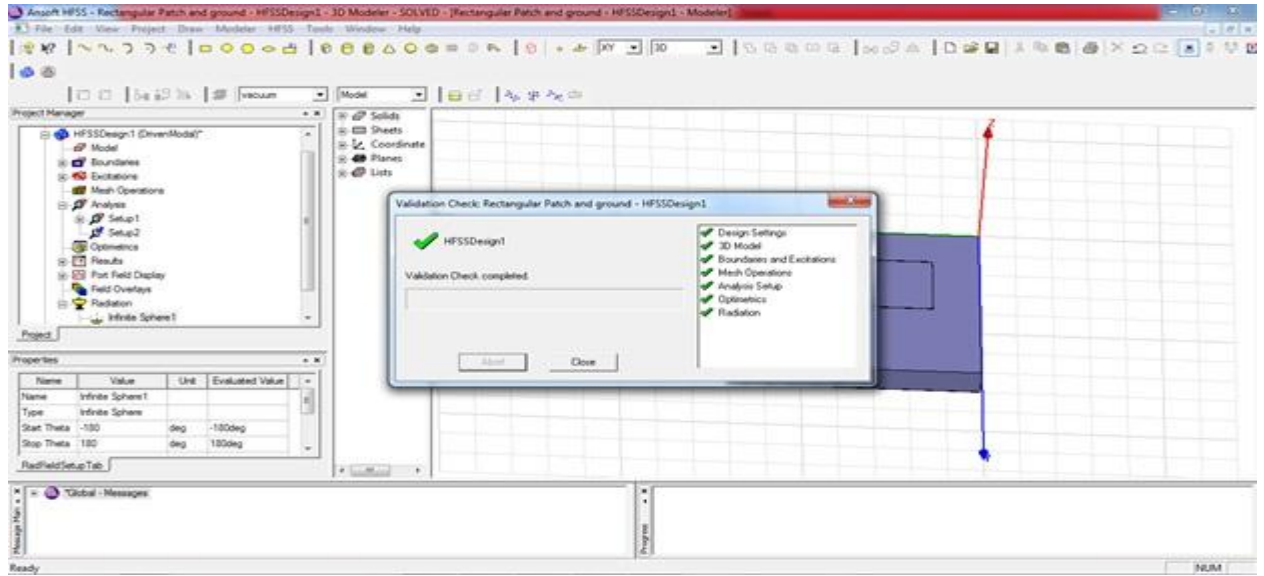 Ansoft HFSS - Rectangular Patch and ground - HFSSDesign1 - 3D Modeler - SOLVED - [Rectangular Patch and ground - HFSSDesign1 - Modeler]
File Edit View Project Draw Modeler HFSS Tools Window Help
XY 3D
vacuum Model
Project Manager
HFSSDesign1 (DrivenModal)*
Model
Boundaries
Excitations
Mesh Operations
Analysis
Setup1
Setup2
Optimetrics
Results
Port Field Display
Field Overlays
Radiation
Infinite Sphere1
Project
Solids
Sheets
Coordinate
Planes
Lists
Z
Validation Check: Rectangular Patch and ground - HFSSDesign1
HFSSDesign1
Validation Check completed.
Abort Close
Design Settings
3D Model
Boundaries and Excitations
Mesh Operations
Analysis Setup
Optimetrics
Radiation
Properties
Name Value Unit Evaluated Value
Name Infinite Sphere1
Type Infinite Sphere
Start Theta -180 deg -180deg
Stop Theta 180 deg 180deg
RadFieldSetupTab
*Global - Messages
Message Man
Progress
Ready NUM